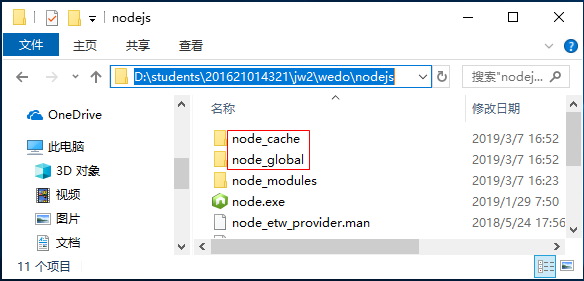 nodejs
文件 主页 共享 查看
D:\students\201621014321\jw2\wedo\nodejs 搜索"nodej...
名称 修改日期
OneDrive
此电脑
3D 对象
视频
图片
文档
node_cache 2019/3/7 16:52
node_global 2019/3/7 16:52
node_modules 2019/3/7 16:23
node.exe 2019/1/29 7:50
node_etw_provider.man 2018/5/24 17:56
11 个项目